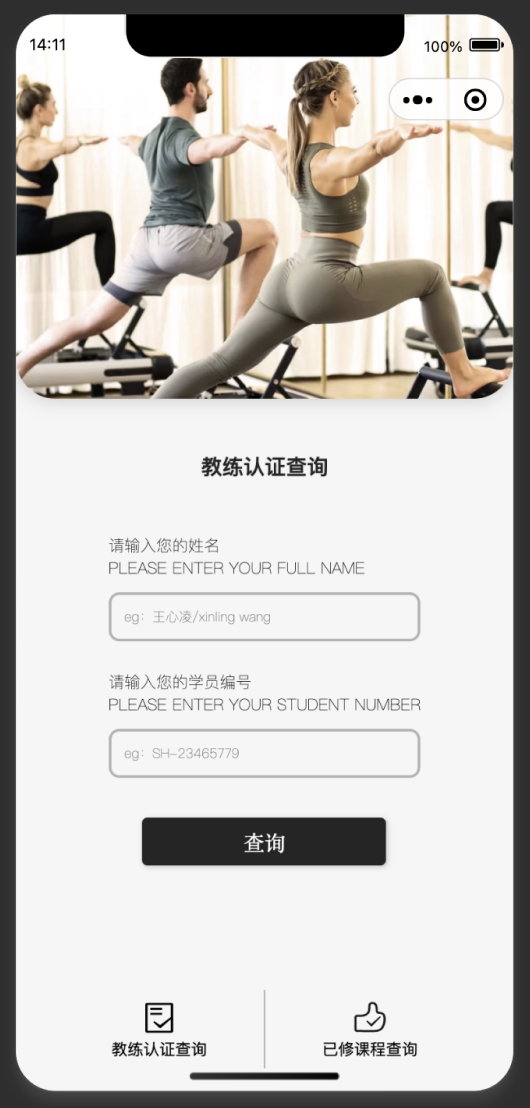 14:11
100%
教练认证查询
请输入您的姓名
PLEASE ENTER YOUR FULL NAME
eg：王心凌/xinling wang
请输入您的学员编号
PLEASE ENTER YOUR STUDENT NUMBER
eg：SH-23465779
查询
教练认证查询
已修课程查询